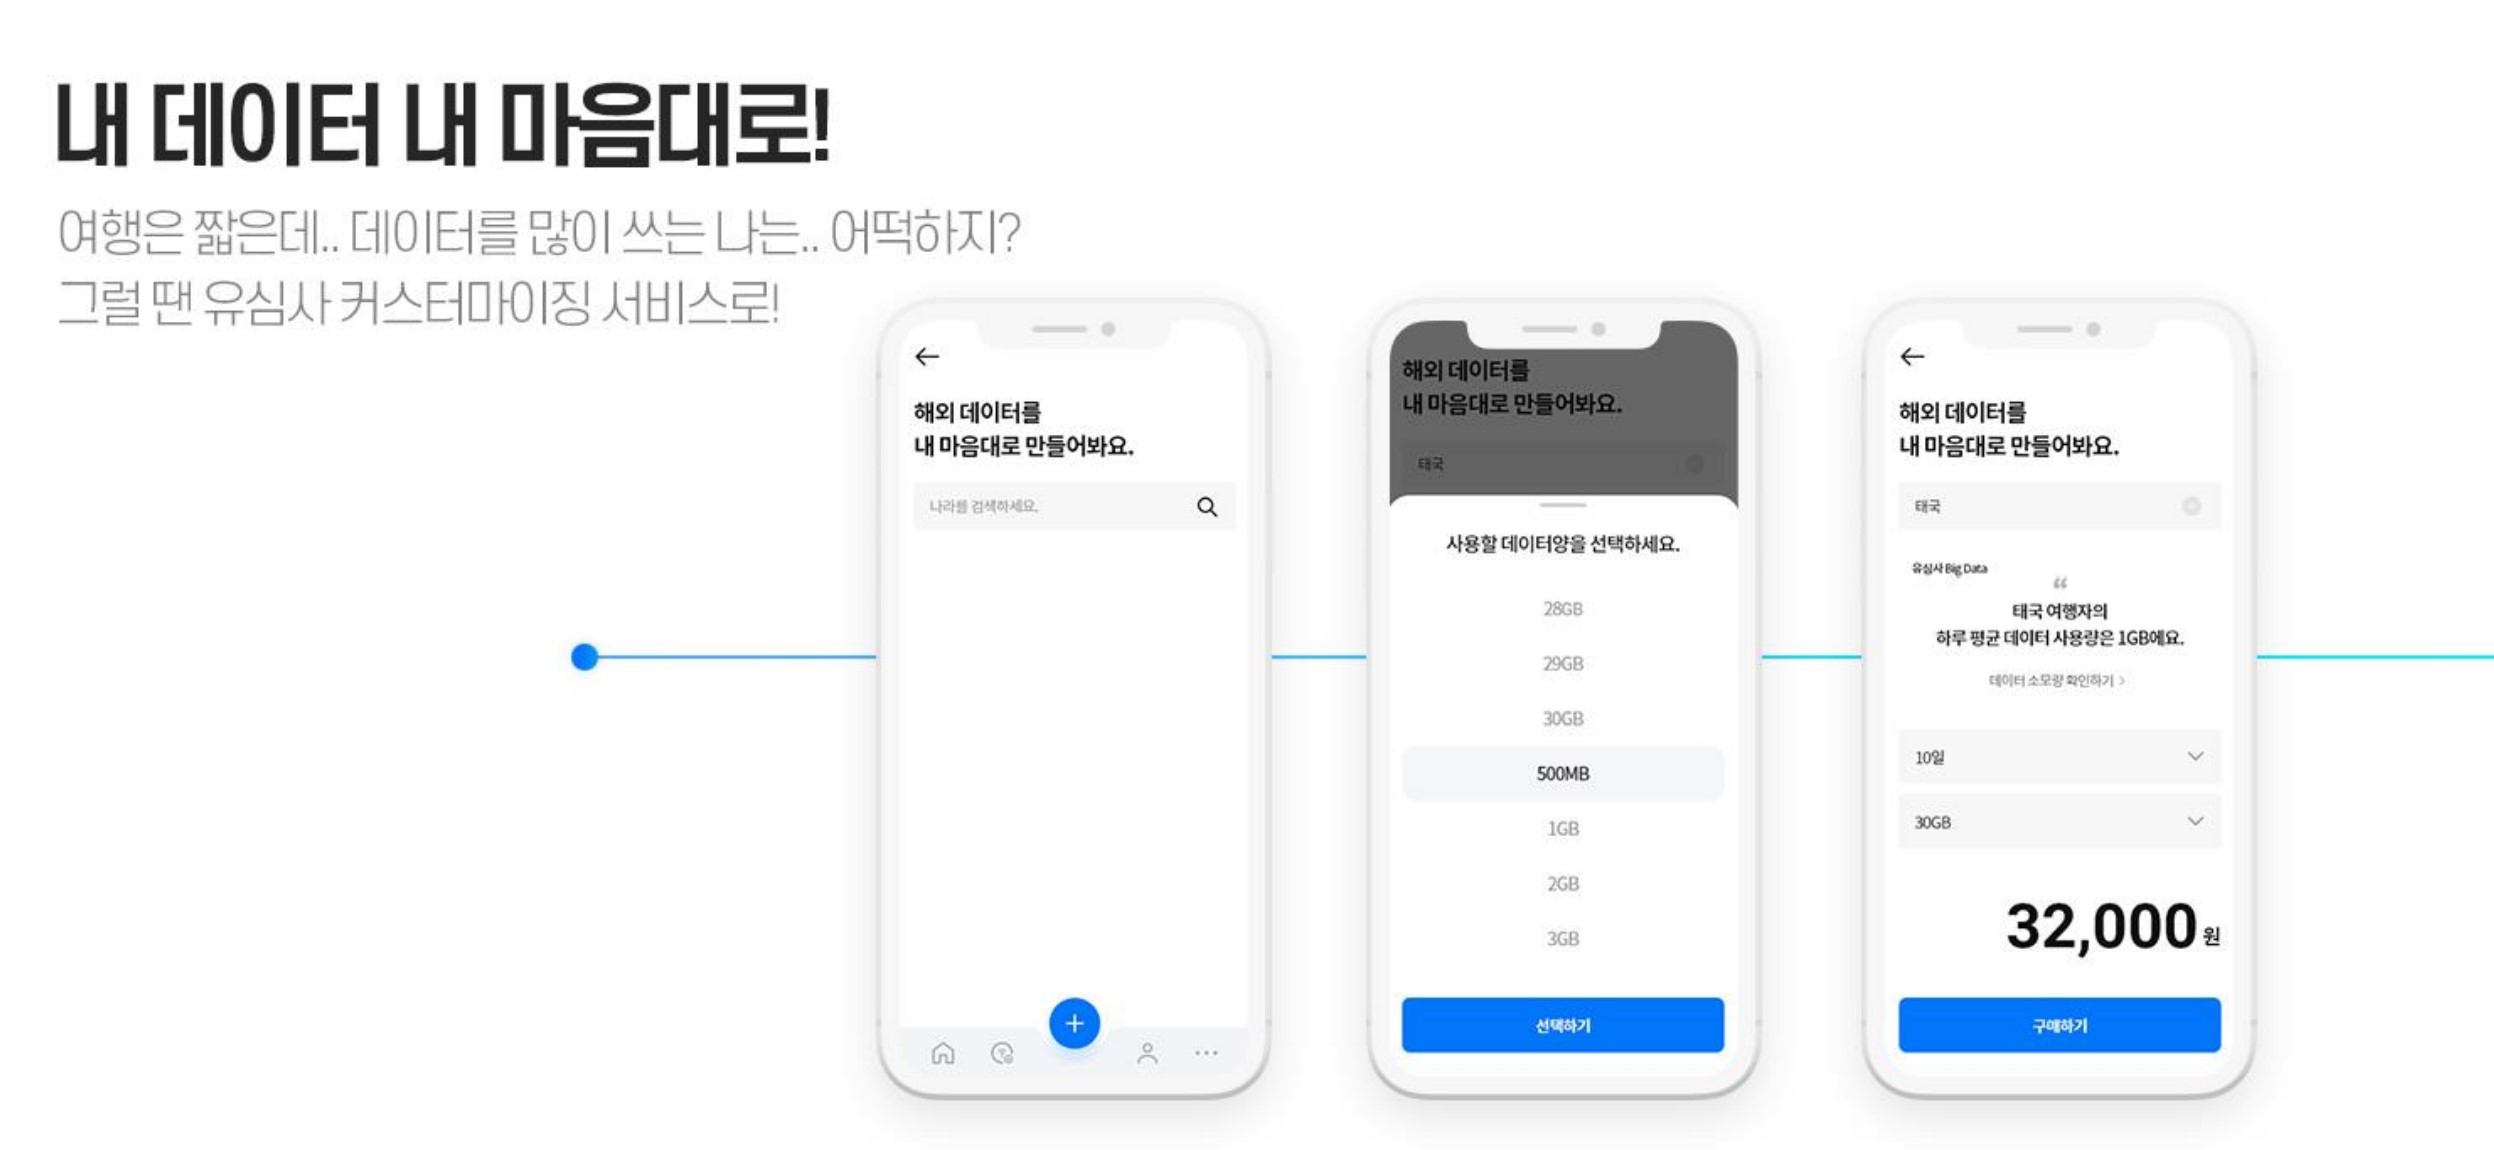 내 데이터 내 마음대로!
여행은 짧은데.. 데이터를 많이 쓰는 나는.. 어떡하지?
그럴 땐 유심사 커스터마이징 서비스로!
해외 데이터를
내 마음대로 만들어봐요.
나라를 검색하세요.
해외 데이터를
내 마음대로 만들어봐요.
태국
사용할 데이터양을 선택하세요.
28GB
29GB
30GB
500MB
1GB
2GB
3GB
선택하기
해외 데이터를
내 마음대로 만들어봐요.
태국
유심사 Big Data
“
태국 여행자의
하루 평균 데이터 사용량은 1GB에요.
데이터 소모량 확인하기 >
10일
30GB
32,000 원
구매하기